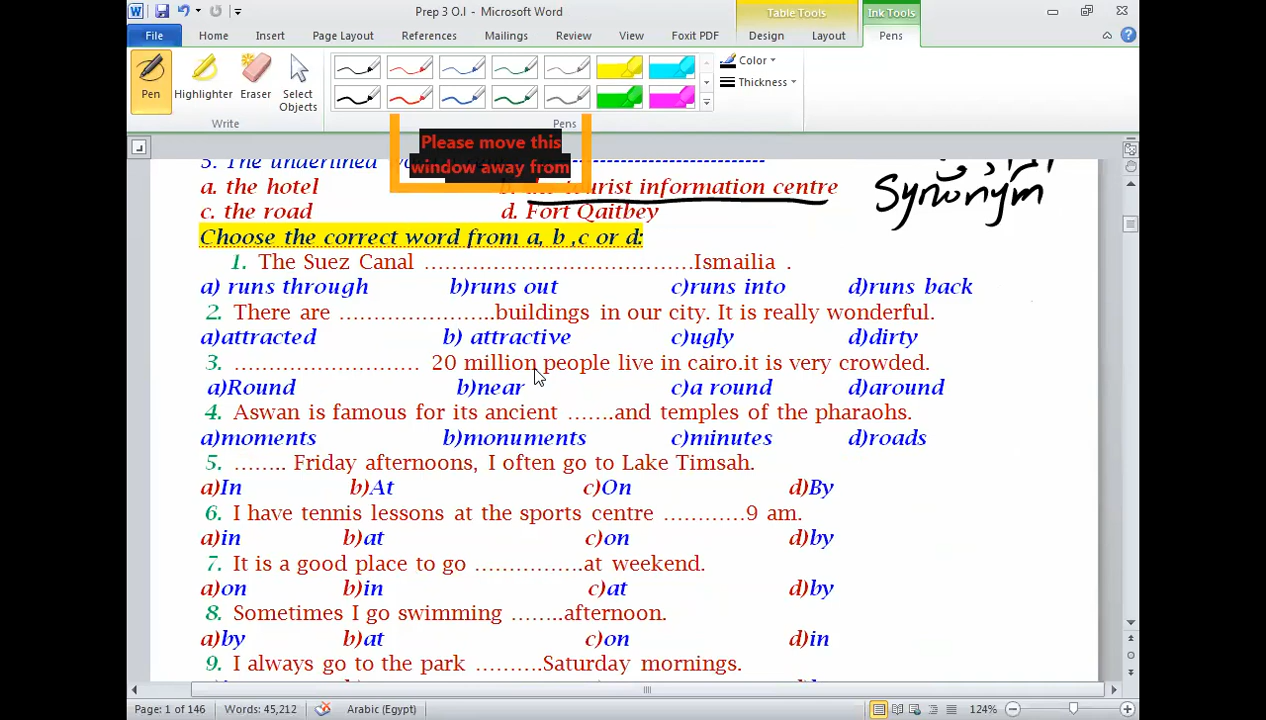 Prep 3 O.I - Microsoft Word
Table Tools
Ink Tools
File Home Insert Page Layout References Mailings Review View Foxit PDF Design Layout Pens
Pen
Highlighter
Eraser
Select Objects
Color
Thickness
Write
Pens
Please move this
window away from
3. The underlined
a. the hotel b. the tourist information centre
c. the road d. Fort Qaitbey
Synonym
Choose the correct word from a, b ,c or d:
1. The Suez Canal ……………………………………Ismailia .
a) runs through b)runs out c)runs into d)runs back
2. There are …………………..buildings in our city. It is really wonderful.
a)attracted b) attractive c)ugly d)dirty
3. ……………………… 20 million people live in cairo.it is very crowded.
a)Round b)near c)a round d)around
4. Aswan is famous for its ancient …….and temples of the pharaohs.
a)moments b)monuments c)minutes d)roads
5. …….. Friday afternoons, I often go to Lake Timsah.
a)In b)At c)On d)By
6. I have tennis lessons at the sports centre …………9 am.
a)in b)at c)on d)by
7. It is a good place to go …………….at weekend.
a)on b)in c)at d)by
8. Sometimes I go swimming ……..afternoon.
a)by b)at c)on d)in
9. I always go to the park ……….Saturday mornings.
Page: 1 of 146 Words: 45,212 Arabic (Egypt) 124%